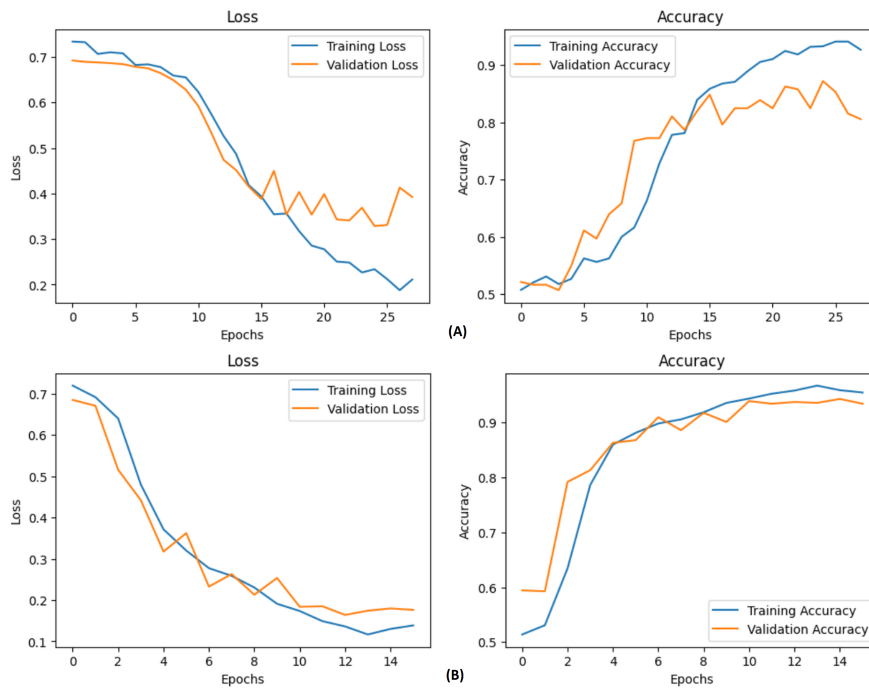 Loss
Accuracy
Training Loss
Validation Loss
Training Accuracy
Validation Accuracy
Loss
0.7
0.6
0.5
0.4
0.3
0.2
0 5 10 15 20 25
Epochs
Accuracy
0.9
0.8
0.7
0.6
0.5
0 5 10 15 20 25
Epochs
(A)
Loss
Accuracy
Training Loss
Validation Loss
Loss
0.7
0.6
0.5
0.4
0.3
0.2
0.1
0 2 4 6 8 10 12 14
Epochs
Accuracy
0.9
0.8
0.7
0.6
0.5
Training Accuracy
Validation Accuracy
0 2 4 6 8 10 12 14
Epochs
(B)